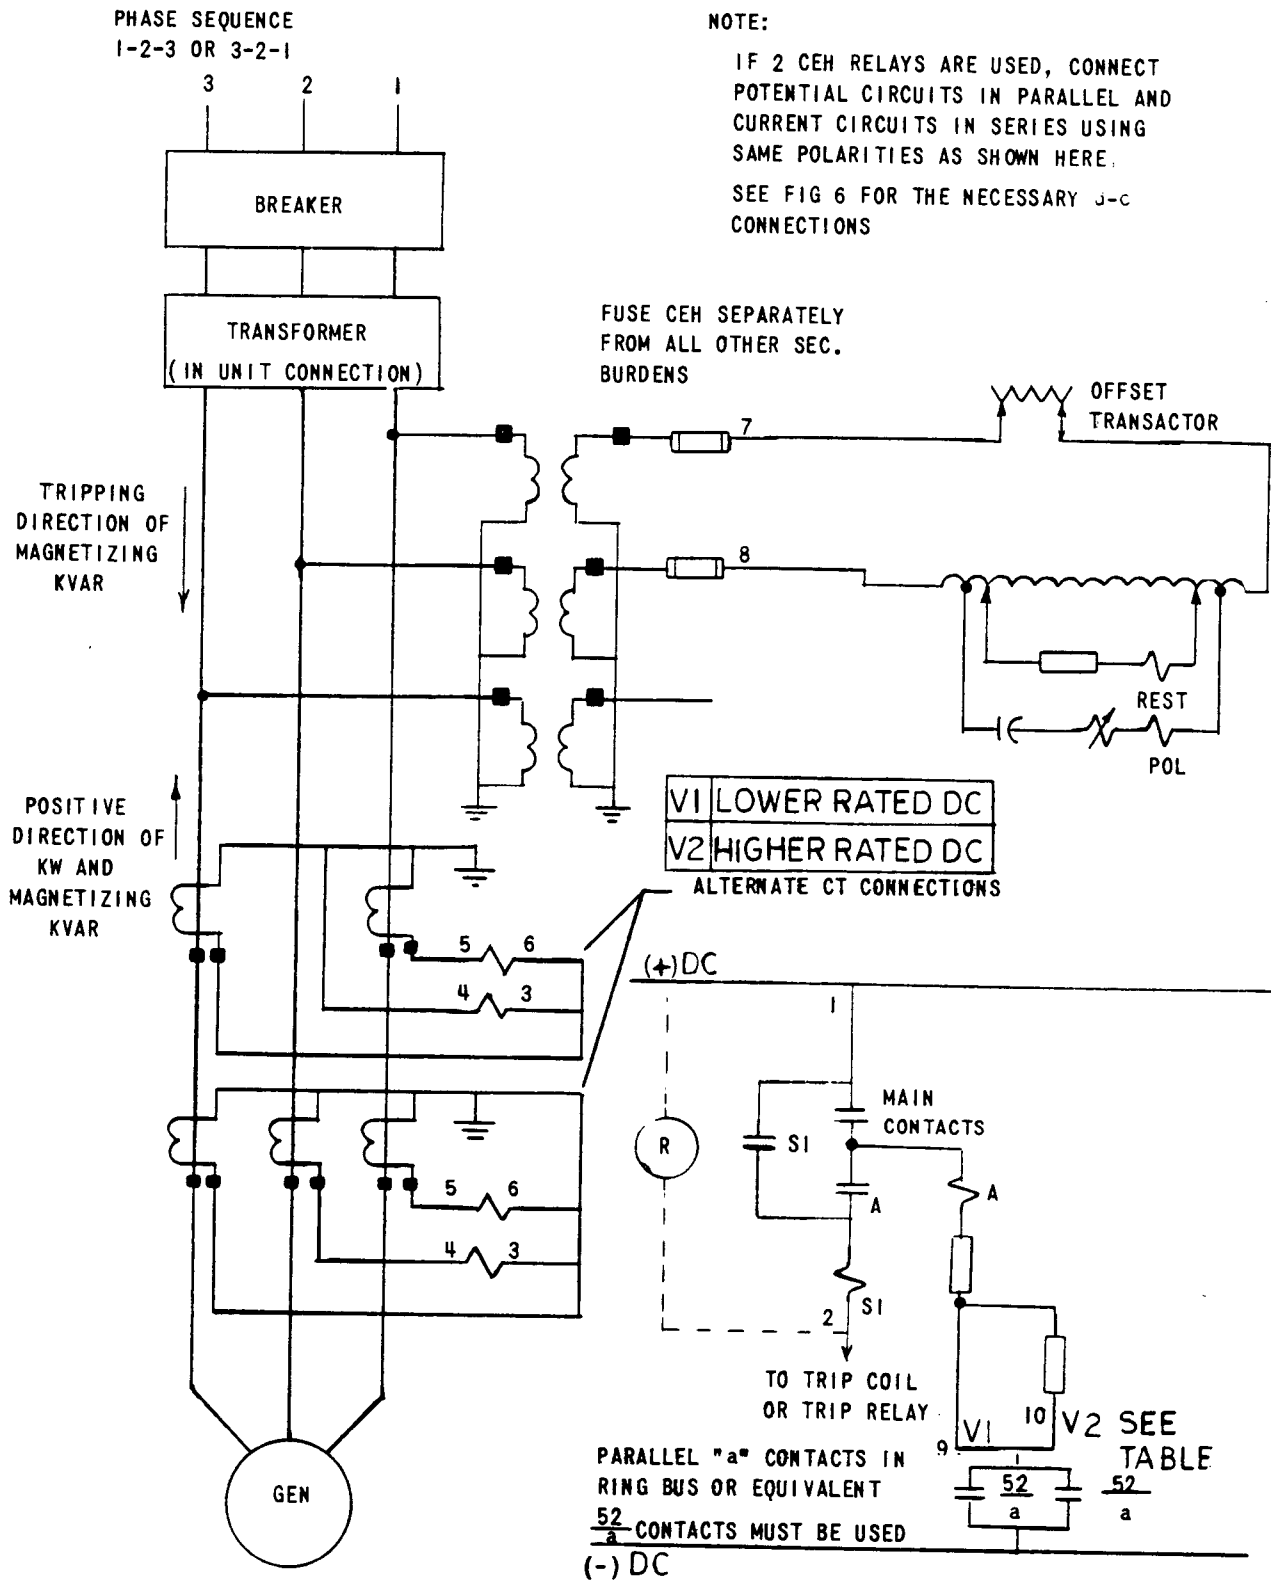 PHASE SEQUENCE
1-2-3 OR 3-2-1
3 2 1
BREAKER
TRANSFORMER
(IN UNIT CONNECTION)
NOTE:
IF 2 CEH RELAYS ARE USED, CONNECT
POTENTIAL CIRCUITS IN PARALLEL AND
CURRENT CIRCUITS IN SERIES USING
SAME POLARITIES AS SHOWN HERE.
SEE FIG 6 FOR THE NECESSARY
CONNECTIONS
FUSE CEH SEPARATELY
FROM ALL OTHER SEC.
BURDENS
7
OFFSET
TRANSACTOR
TRIPPING
DIRECTION OF
MAGNETIZING
KVAR
8
REST
POL
POSITIVE
DIRECTION OF
KW AND
MAGNETIZING
KVAR
V1 LOWER RATED DC
V2 HIGHER RATED DC
ALTERNATE CT CONNECTIONS
5 6
4 3
5 6
4 3
GEN
(+)DC
1
MAIN
CONTACTS
R
SI
A
A
SI
2
TO TRIP COIL
OR TRIP RELAY
9 V1
10 V2 SEE
TABLE
PARALLEL "a" CONTACTS IN
RING BUS OR EQUIVALENT
52/a CONTACTS MUST BE USED
52/a
52/a
(-) DC